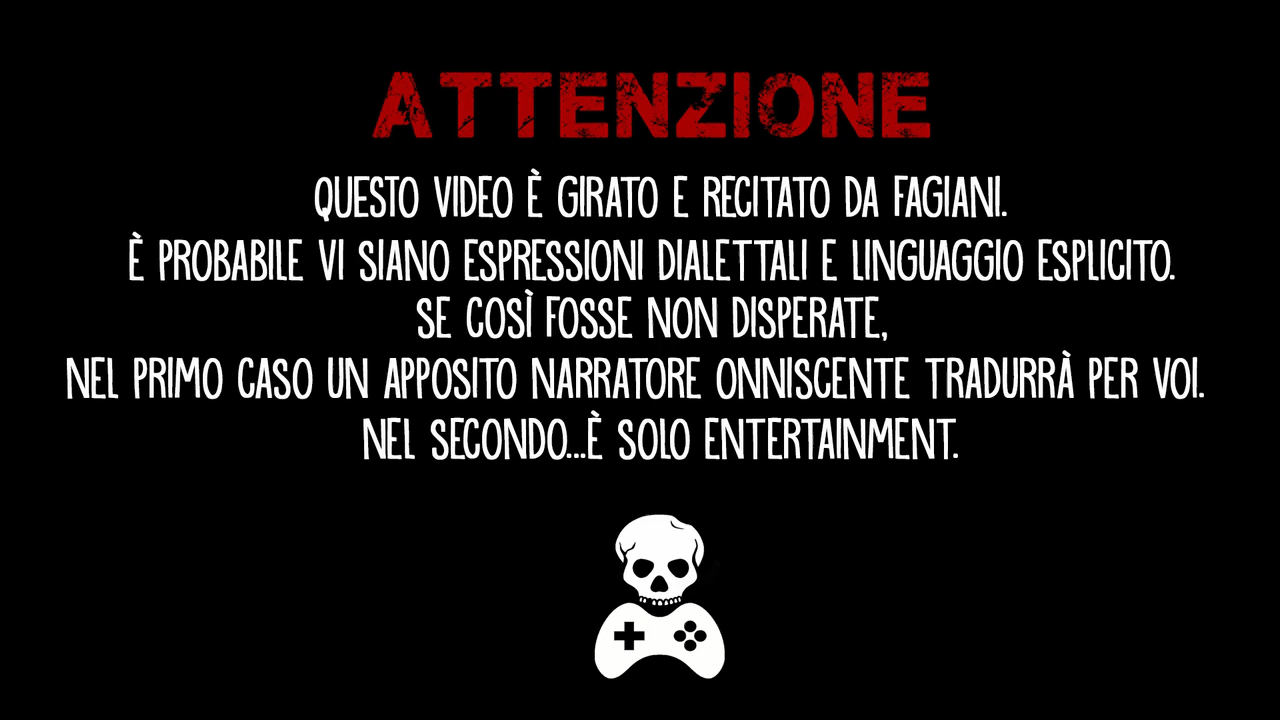 ATTENZIONE
QUESTO VIDEO È GIRATO E RECITATO DA FAGIANI.
È PROBABILE VI SIANO ESPRESSIONI DIALETTALI E LINGUAGGIO ESPLICITO.
SE COSÌ FOSSE NON DISPERATE,
NEL PRIMO CASO UN APPOSITO NARRATORE ONNISCENTE TRADURRÀ PER VOI.
NEL SECONDO...È SOLO ENTERTAINMENT.